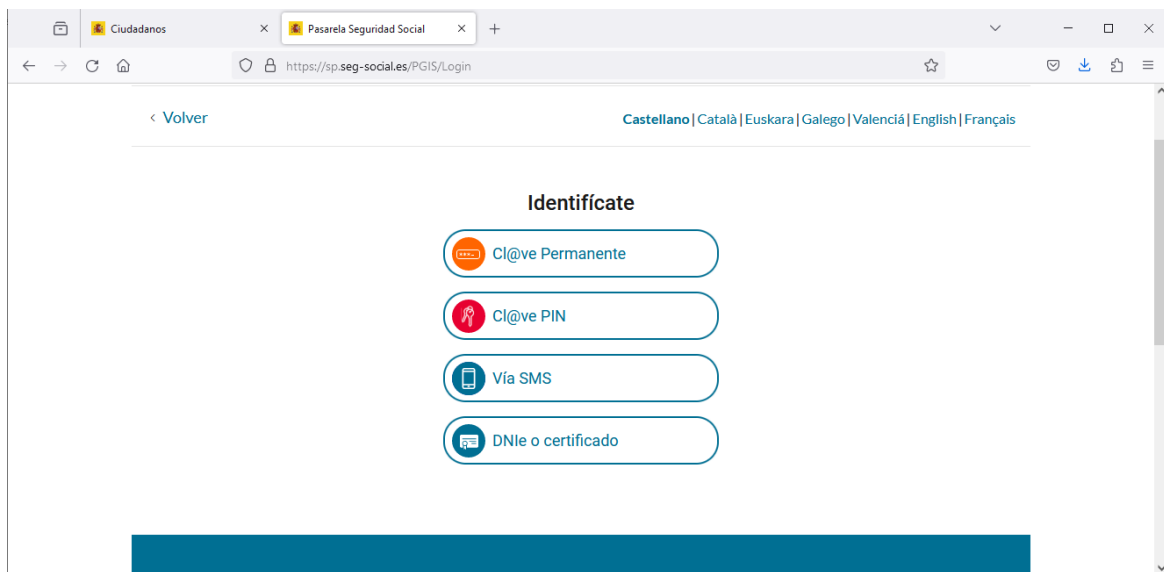 Ciudadanos
Pasarela Seguridad Social
https://sp.seg-social.es/PGIS/Login
Volver
Castellano | Català | Euskara | Galego | Valenciá | English | Français
Identifícate
Cl@ve Permanente
Cl@ve PIN
Vía SMS
DNIe o certificado